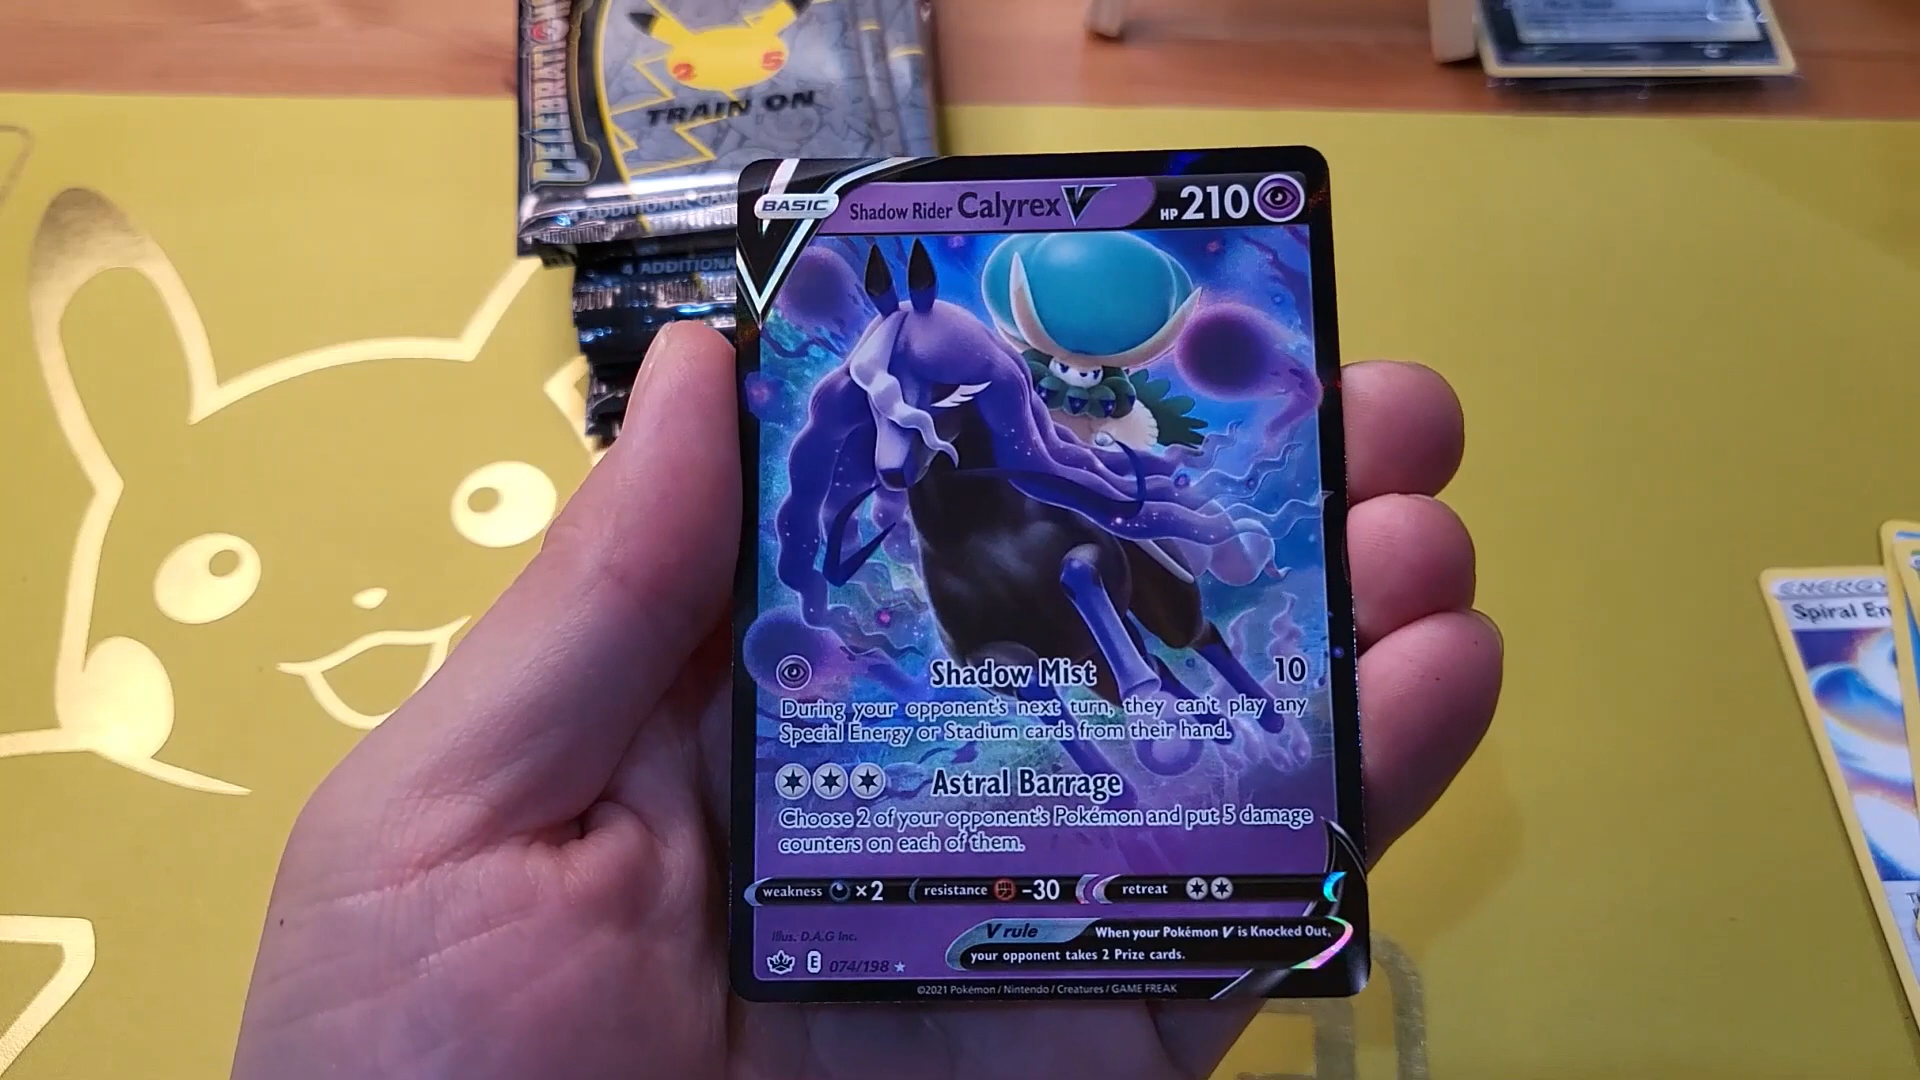 CELEBRATIONS
25
TRAIN ON
4 ADDITIONAL GAM
4 ADDITIONA
BASIC
Shadow Rider Calyrex V
HP 210
Shadow Mist 10
During your opponent's next turn, they can't play any
Special Energy or Stadium cards from their hand.
Astral Barrage
Choose 2 of your opponent's Pokémon and put 5 damage
counters on each of them.
weakness ×2 resistance -30 retreat
Illus. D.A.G Inc.
V rule When your Pokémon V is Knocked Out,
your opponent takes 2 Prize cards.
E 074/198
©2021 Pokémon / Nintendo / Creatures / GAME FREAK
ENERGY
Spiral En